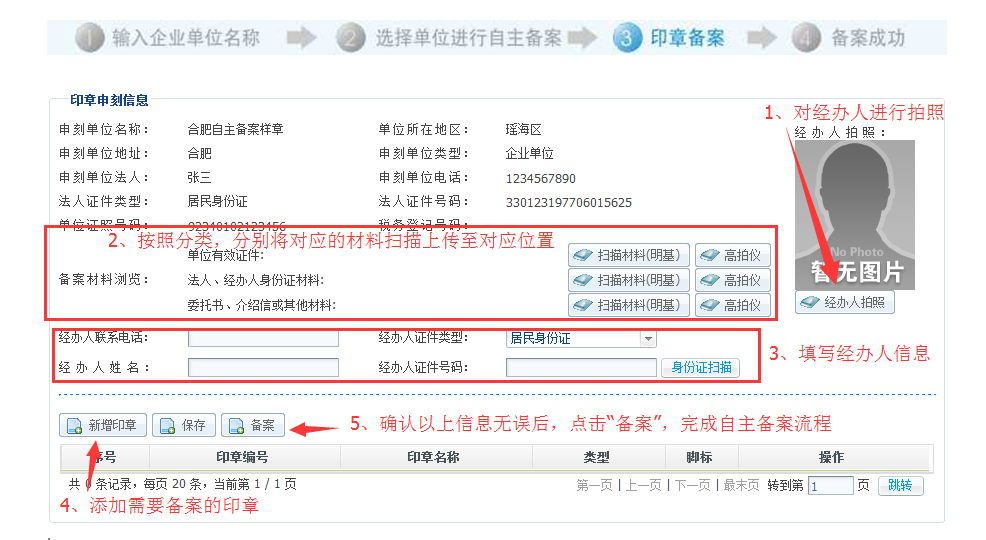 1 输入企业单位名称 2 选择单位进行自主备案 3 印章备案 4 备案成功
印章申刻信息
1、对经办人进行拍照
申刻单位名称： 合肥自主备案样章 单位所在地区： 瑶海区 经办人拍照：
申刻单位地址： 合肥 申刻单位类型： 企业单位
申刻单位法人： 张三 申刻单位电话： 1234567890
法人证件类型： 居民身份证 法人证件号码： 330123197706015625
单位证照号码： 92340102123456 税务登记号码：
2、按照分类，分别将对应的材料扫描上传至对应位置
单位有效证件: 扫描材料(明基) 高拍仪
No Photo
暂无图片
备案材料浏览： 法人、经办人身份证材料: 扫描材料(明基) 高拍仪
委托书、介绍信或其他材料: 扫描材料(明基) 高拍仪 经办人拍照
经办人联系电话: 经办人证件类型: 居民身份证
3、填写经办人信息
经办人姓名： 经办人证件号码: 身份证扫描
新增印章 保存 备案 5、确认以上信息无误后，点击“备案”，完成自主备案流程
序号 印章编号 印章名称 类型 脚标 操作
共 0 条记录，每页 20 条，当前第 1 / 1 页 第一页 | 上一页 | 下一页 | 最末页 转到第 1 页 跳转
4、添加需要备案的印章